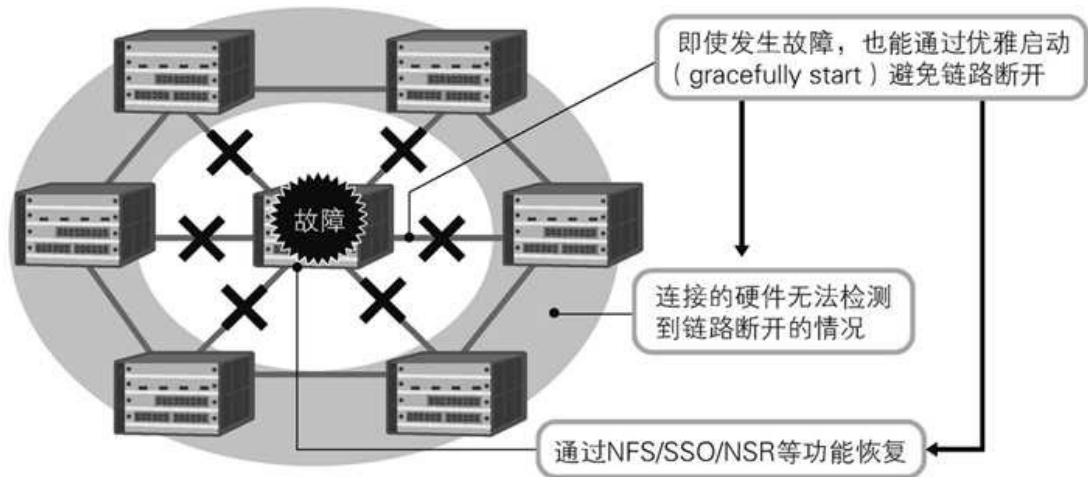 即使发生故障，也能通过优雅启动
（gracefully start）避免链路断开
故障
连接的硬件无法检测
到链路断开的情况
通过NFS/SSO/NSR等功能恢复